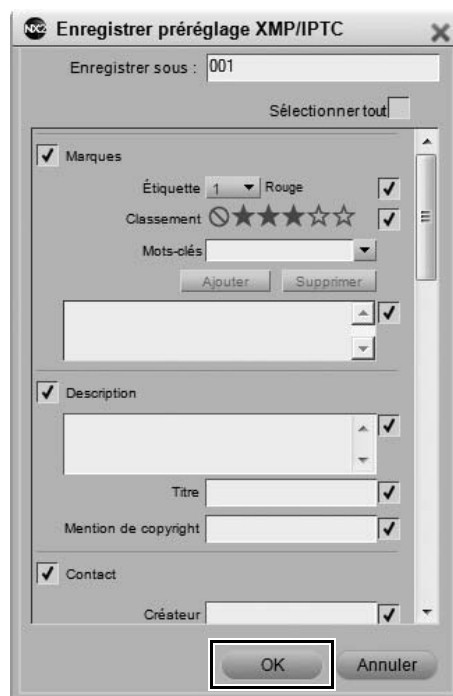 NX2 Enregistrer préréglage XMP/IPTC
Enregistrer sous : 001
Sélectionner tout
Marques
Étiquette 1 Rouge
Classement
Mots-clés
Ajouter Supprimer
Description
Titre
Mention de copyright
Contact
Créateur
OK Annuler